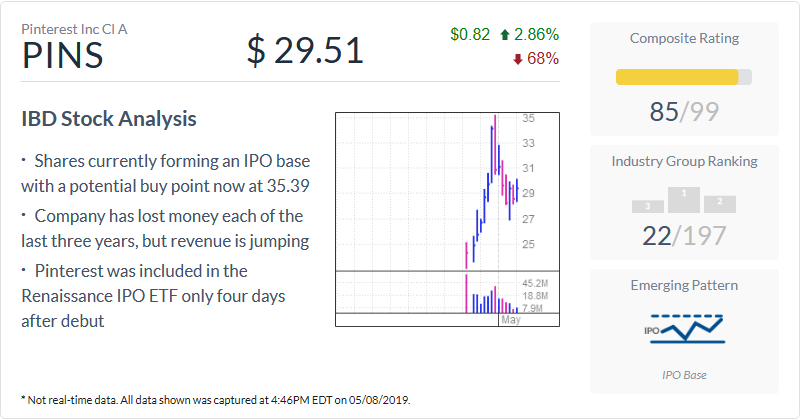 Pinterest Inc Cl A
PINS
$ 29.51
$0.82 2.86%
68%
IBD Stock Analysis
· Shares currently forming an IPO base
with a potential buy point now at 35.39
· Company has lost money each of the
last three years, but revenue is jumping
· Pinterest was included in the
Renaissance IPO ETF only four days
after debut
35
33
31
29
27
25
45.2M
18.8M
7.9M
May
* Not real-time data. All data shown was captured at 4:46PM EDT on 05/08/2019.
Composite Rating
85/99
Industry Group Ranking
3 1 2
22/197
Emerging Pattern
IPO
IPO Base